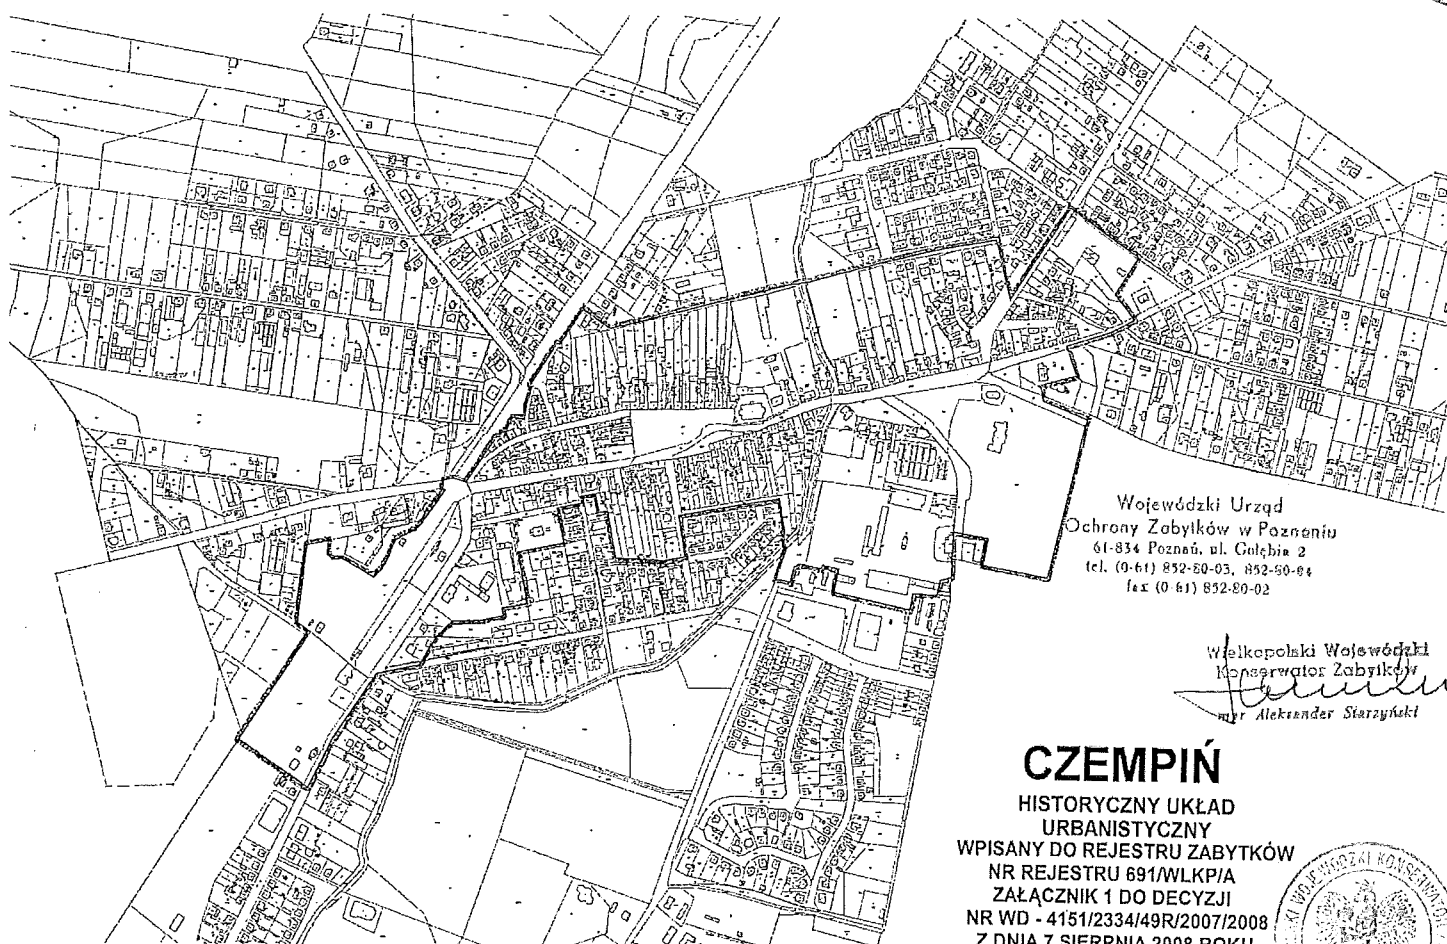 Wojewódzki Urząd
Ochrony Zabytków w Poznaniu
61-834 Poznań, ul. Gołębia 2
tel. (0-61) 852-80-03, 852-80-04
fax (0-61) 852-80-02
Wielkopolski Wojewódzki
Konserwator Zabytków
mgr Aleksander Starzyński
CZEMPIŃ
HISTORYCZNY UKŁAD
URBANISTYCZNY
WPISANY DO REJESTRU ZABYTKÓW
NR REJESTRU 691/WLKP/A
ZAŁĄCZNIK 1 DO DECYZJI
NR WD - 4151/2334/49R/2007/2008
Z DNIA 7 SIERPNIA 2008 ROKU